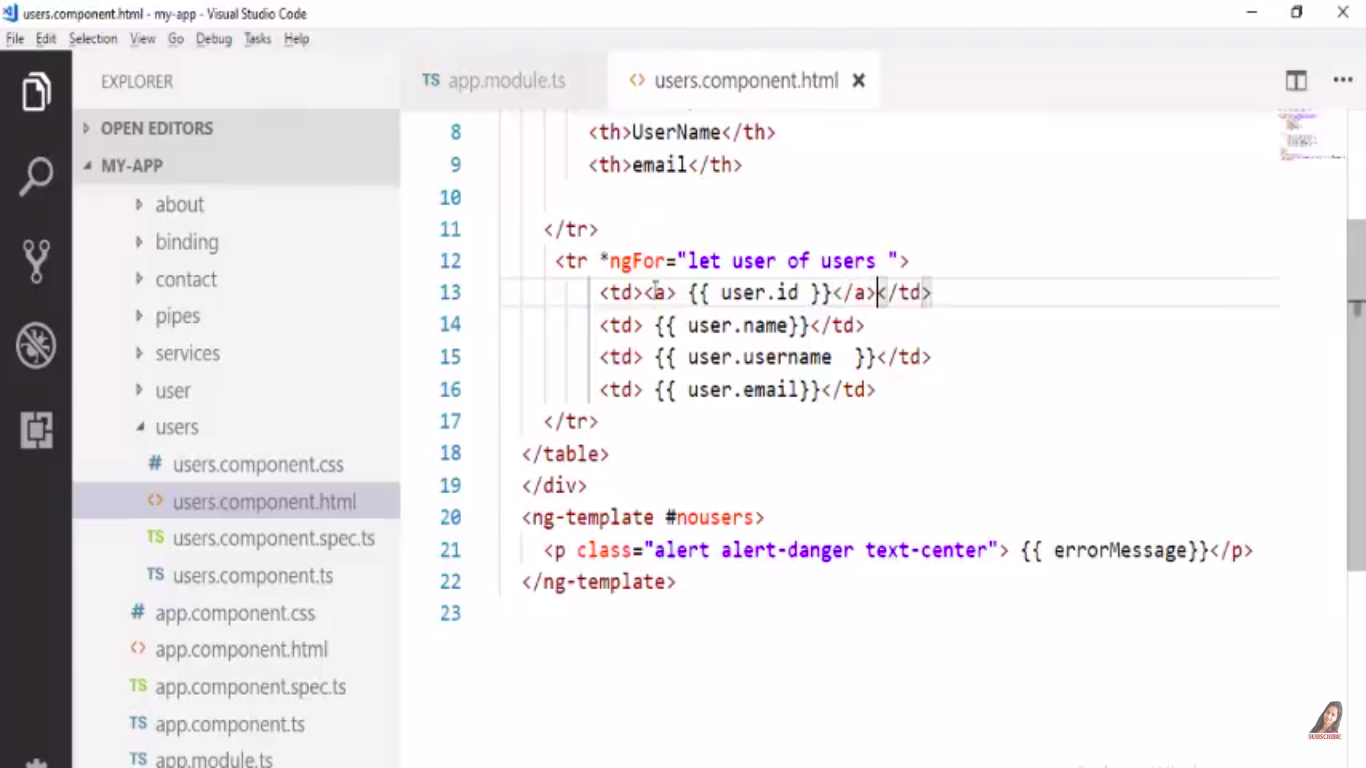 users.component.html - my-app - Visual Studio Code
File Edit Selection View Go Debug Tasks Help
EXPLORER
OPEN EDITORS
MY-APP
about
binding
contact
pipes
services
user
users
# users.component.css
<> users.component.html
TS users.component.spec.ts
TS users.component.ts
# app.component.css
<> app.component.html
TS app.component.spec.ts
TS app.component.ts
TS app.module.ts
TS app.module.ts
<> users.component.html
8 <th>UserName</th>
9 <th>email</th>
10
11 </tr>
12 <tr *ngFor="let user of users ">
13 <td><a> {{ user.id }}</a></td>
14 <td> {{ user.name}}</td>
15 <td> {{ user.username  }}</td>
16 <td> {{ user.email}}</td>
17 </tr>
18 </table>
19 </div>
20 <ng-template #nousers>
21 <p class="alert alert-danger text-center"> {{ errorMessage}}</p>
22 </ng-template>
23
SUBSCRIBE